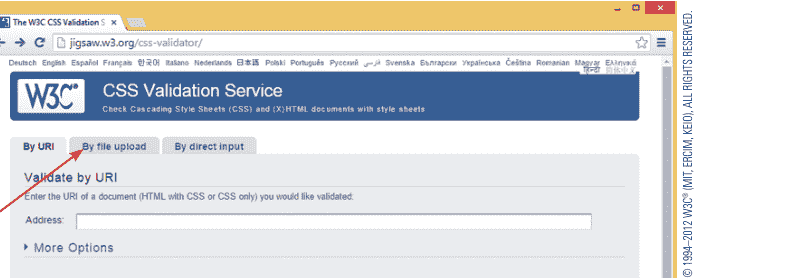 The W3C CSS Validation S
jigsaw.w3.org/css-validator/
Deutsch English Español Français 한국어 Italiano Nederlands 日本語 Polski Português Русский فارسی Svenska Български Українська Čeština Romanian Magyar Ελληνικά
हिन्दी 简体中文
W3C®
CSS Validation Service
Check Cascading Style Sheets (CSS) and (X)HTML documents with style sheets
By URI
By file upload
By direct input
Validate by URI
Enter the URI of a document (HTML with CSS or CSS only) you would like validated:
Address:
More Options
© 1994–2012 W3C® (MIT, ERCIM, KEIO), ALL RIGHTS RESERVED.